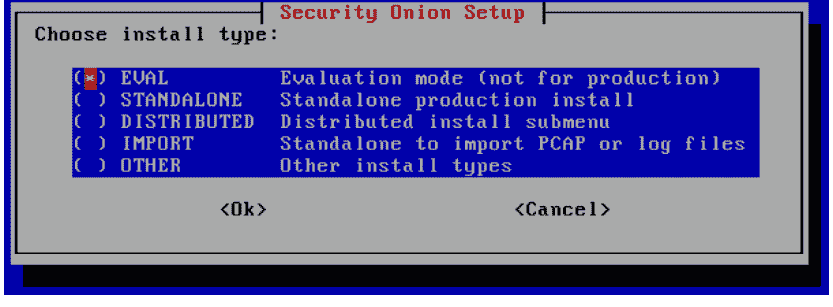 Security Onion Setup
Choose install type:
(*) EVAL Evaluation mode (not for production)
( ) STANDALONE Standalone production install
( ) DISTRIBUTED Distributed install submenu
( ) IMPORT Standalone to import PCAP or log files
( ) OTHER Other install types
<Ok> <Cancel>